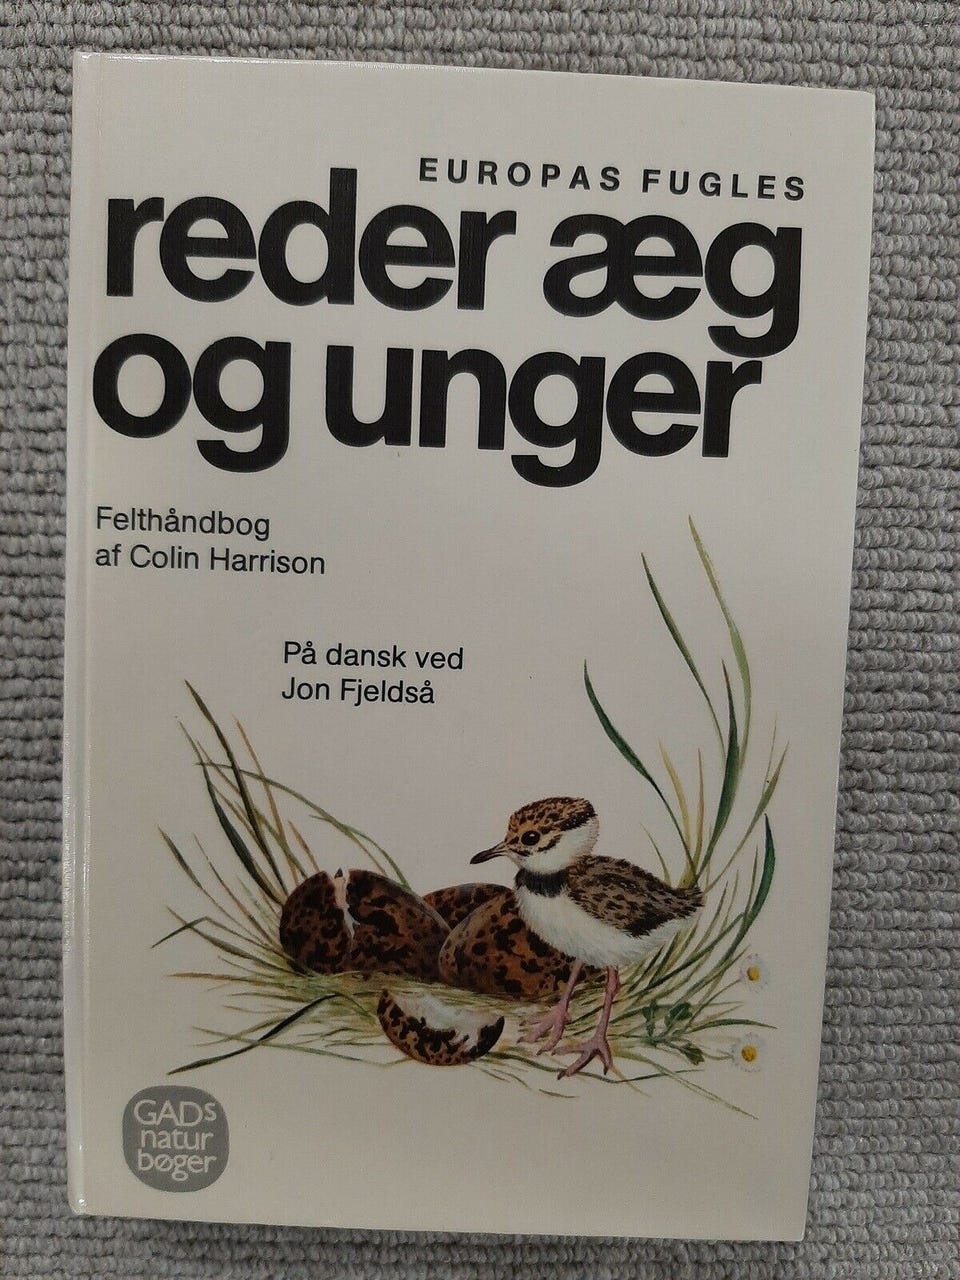 EUROPAS FUGLES
reder æg
og unger
Felthåndbog
af Colin Harrison
På dansk ved
Jon Fjeldså
GADs
natur
bøger